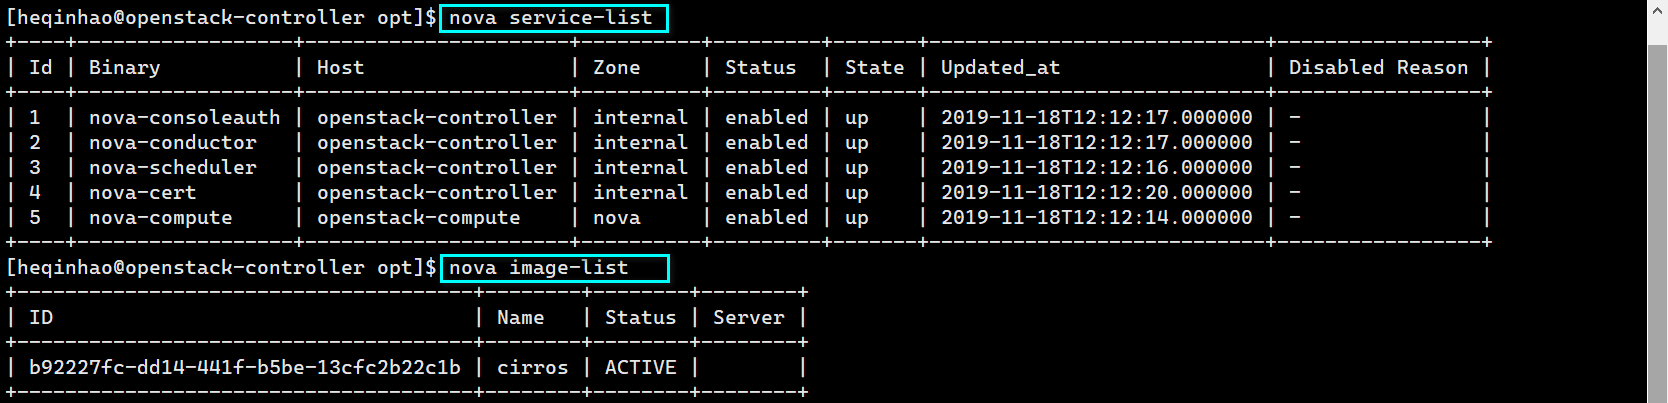 [heqinhao@openstack-controller opt]$ nova service-list
+----+------------------+----------------------+----------+---------+-------+----------------------------+-----------------+
| Id | Binary           | Host                 | Zone     | Status  | State | Updated_at                 | Disabled Reason |
+----+------------------+----------------------+----------+---------+-------+----------------------------+-----------------+
| 1  | nova-consoleauth | openstack-controller | internal | enabled | up    | 2019-11-18T12:12:17.000000 | -               |
| 2  | nova-conductor   | openstack-controller | internal | enabled | up    | 2019-11-18T12:12:17.000000 | -               |
| 3  | nova-scheduler   | openstack-controller | internal | enabled | up    | 2019-11-18T12:12:16.000000 | -               |
| 4  | nova-cert        | openstack-controller | internal | enabled | up    | 2019-11-18T12:12:20.000000 | -               |
| 5  | nova-compute     | openstack-compute    | nova     | enabled | up    | 2019-11-18T12:12:14.000000 | -               |
+----+------------------+----------------------+----------+---------+-------+----------------------------+-----------------+
[heqinhao@openstack-controller opt]$ nova image-list
+--------------------------------------+--------+--------+--------+
| ID                                   | Name   | Status | Server |
+--------------------------------------+--------+--------+--------+
| b92227fc-dd14-441f-b5be-13cfc2b22c1b | cirros | ACTIVE |        |
+--------------------------------------+--------+--------+--------+